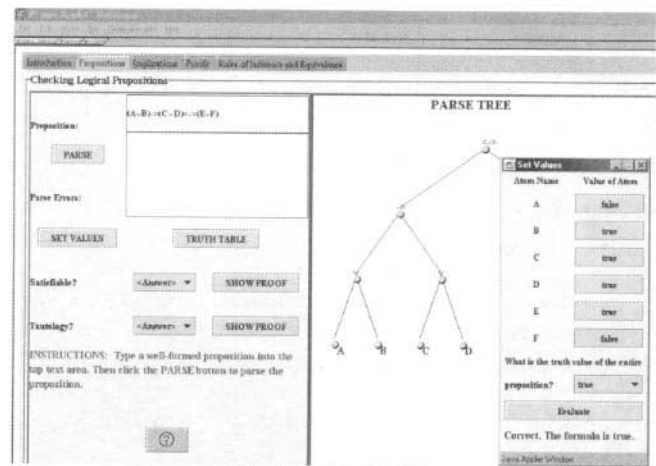 Introduction Propositions Implications Proofs Rules of Inference and Equivalence
Checking Logical Propositions
Proposition:
PARSE
Parse Errors:
SET VALUES TRUTH TABLE
Satisfiable? <Answer> SHOW PROOF
Tautology? <Answer> SHOW PROOF
INSTRUCTIONS: Type a well-formed proposition into the
top text area. Then click the PARSE button to parse the
proposition.
?
PARSE TREE
A B C D
Set Values
Atom Name Value of Atom
A false
B true
C true
D true
E true
F false
What is the truth value of the entire
proposition? true
Evaluate
Correct. The formula is true.
Java Applet Window